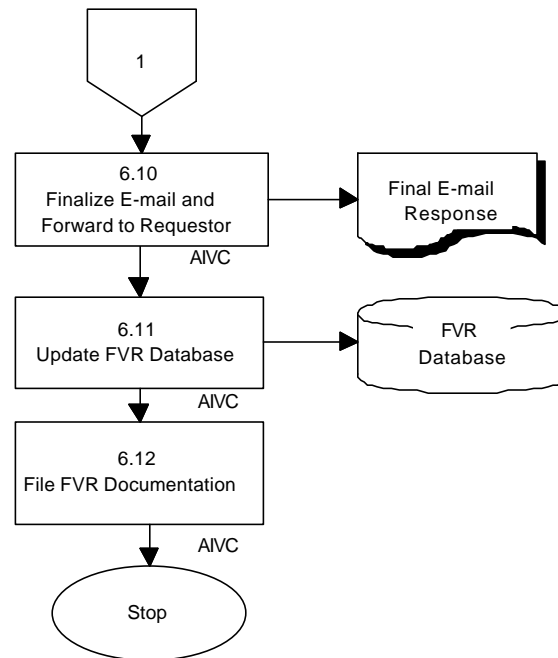 1
6.10
Finalize E-mail and
Forward to Requestor
Final E-mail
Response
AIVC
6.11
Update FVR Database
FVR
Database
AIVC
6.12
File FVR Documentation
AIVC
Stop